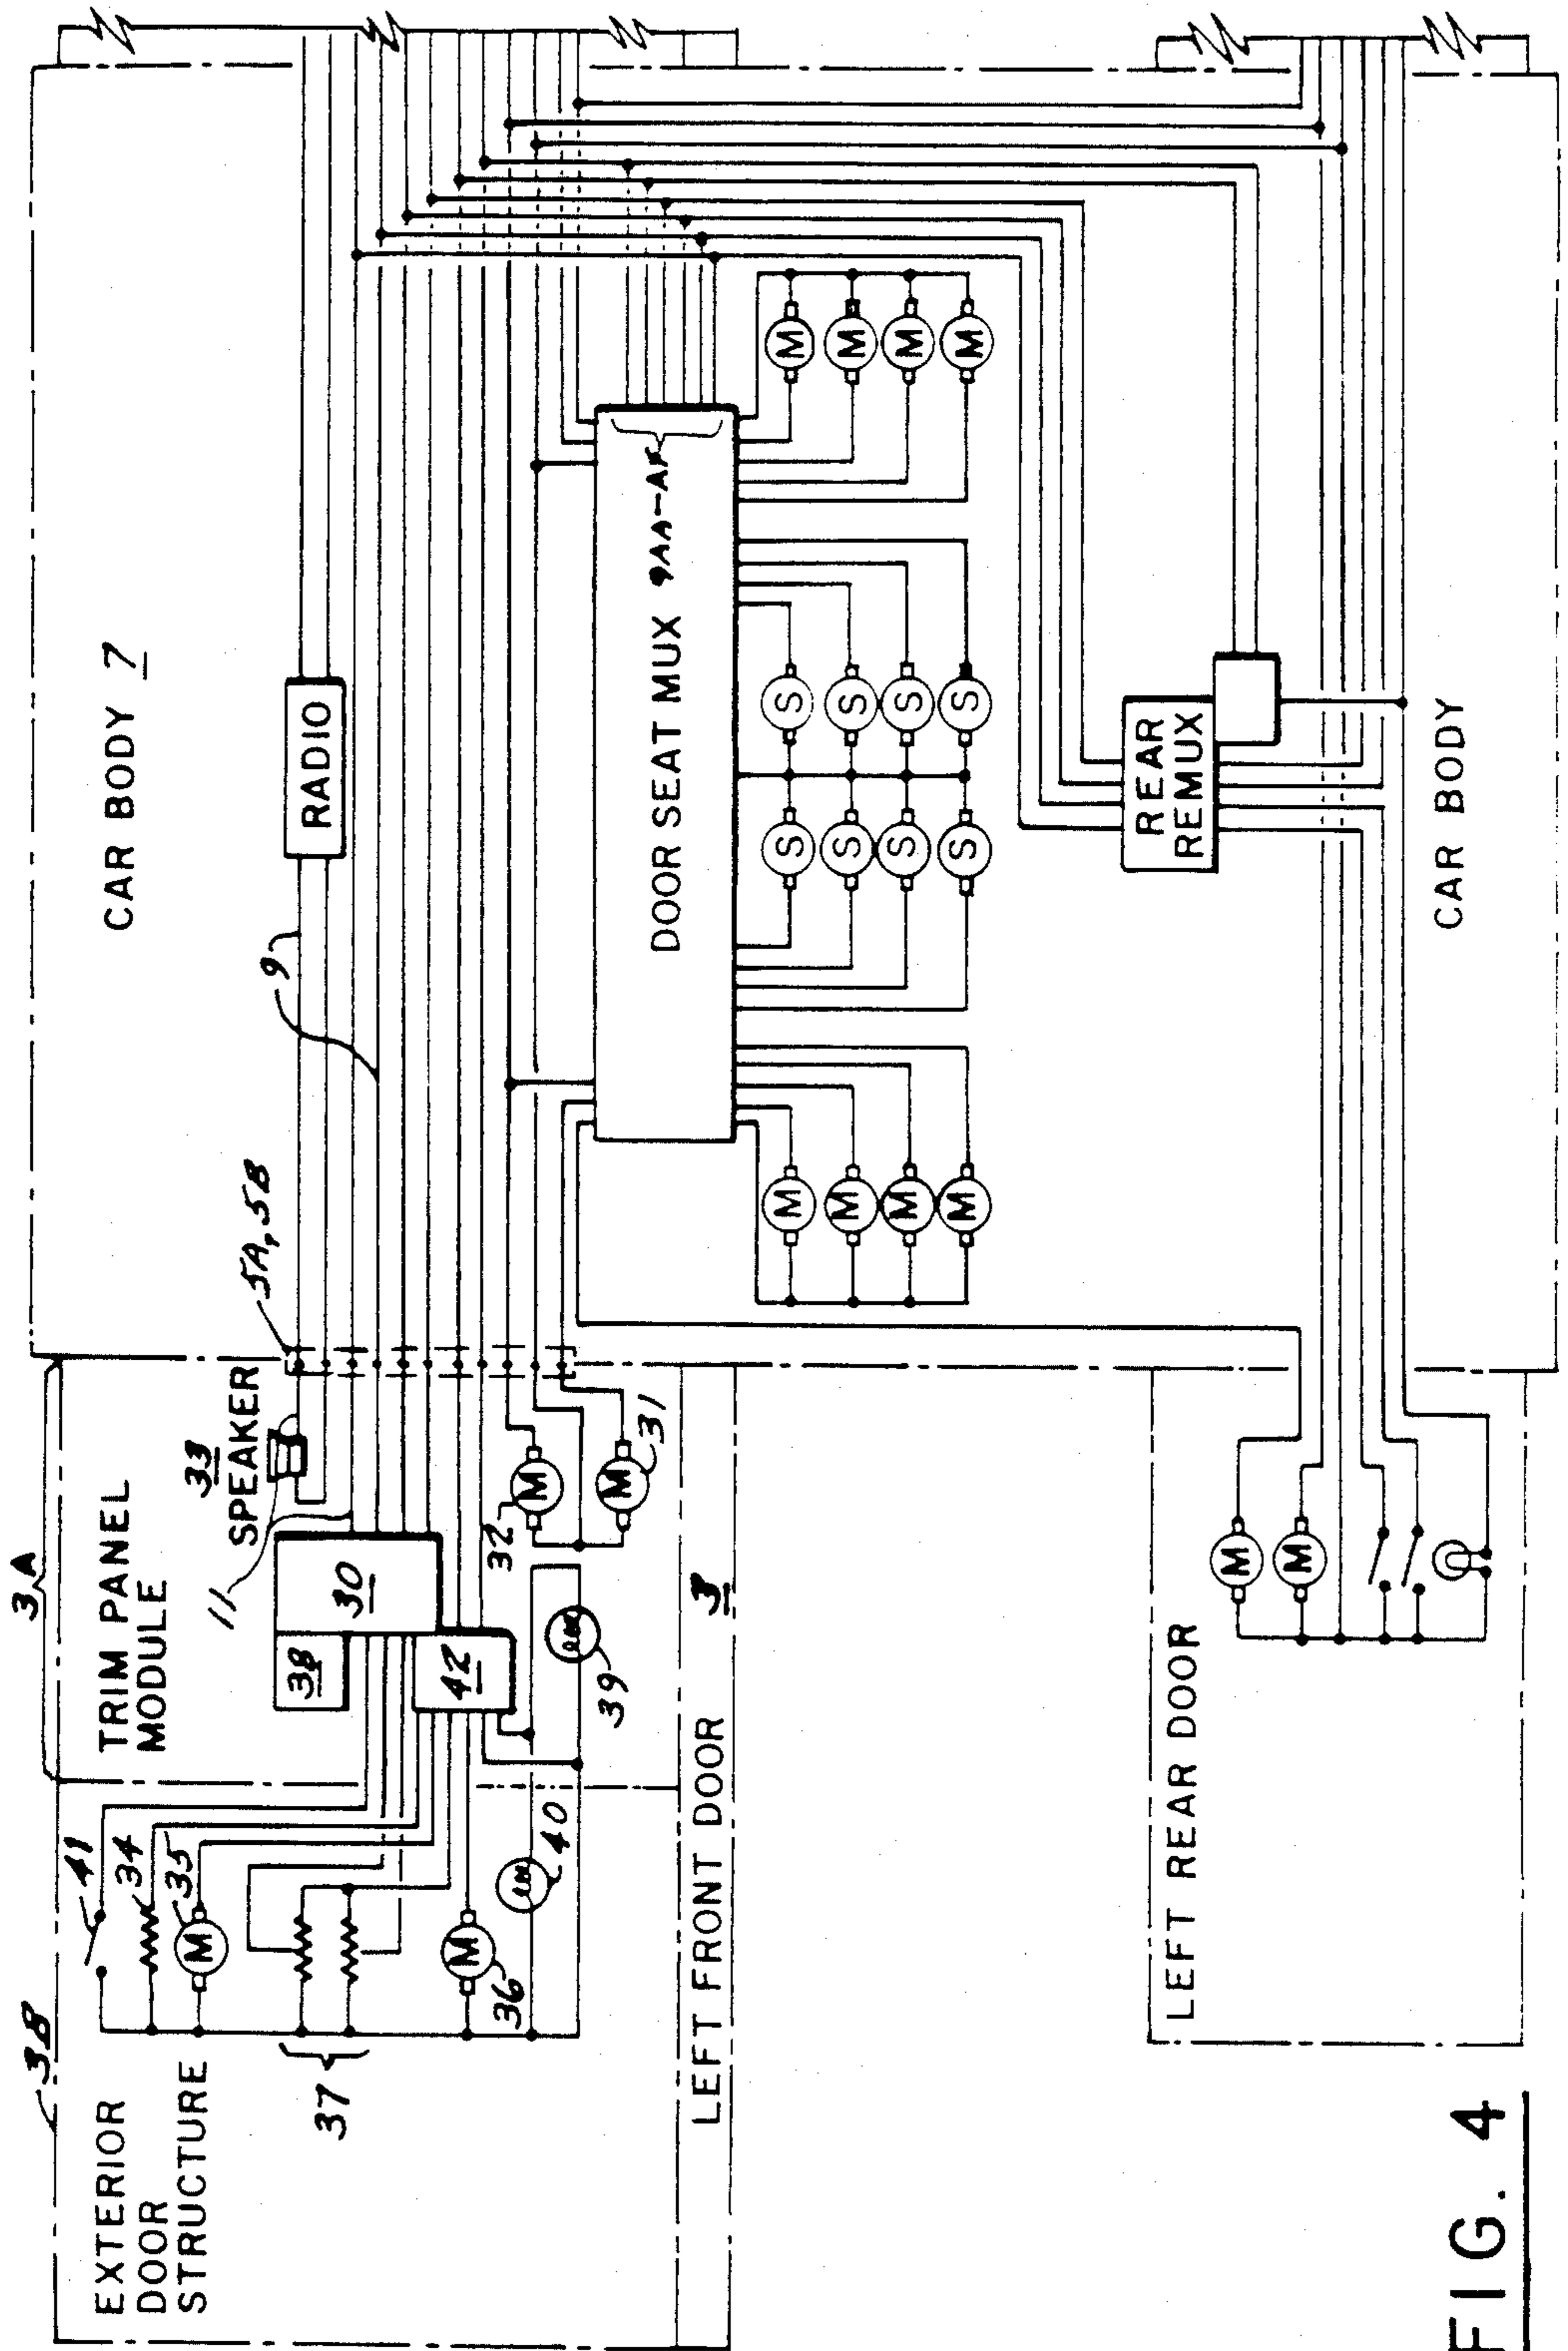 3A
3B
EXTERIOR
DOOR
STRUCTURE
41
34
35
M
37
M
36
40
TRIM PANEL
MODULE
11
38
30
42
39
33
SPEAKER
32
M
M
31
5A, 5B
LEFT FRONT DOOR
3
CAR BODY 7
9
RADIO
DOOR SEAT MUX 9AA-AF
M
M
M
M
S
S
S
S
S
S
S
S
M
M
M
M
REAR
REMUX
LEFT REAR DOOR
M
M
CAR BODY
FIG. 4